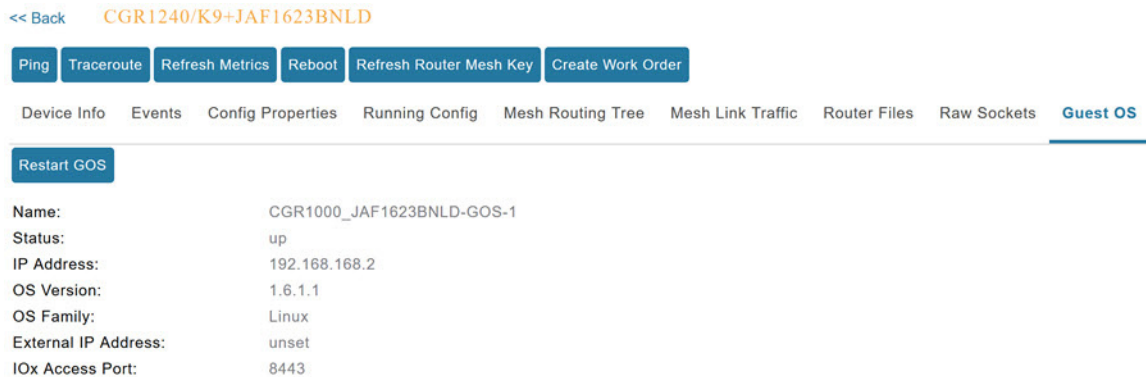 << Back CGR1240/K9+JAF1623BNLD
Ping Traceroute Refresh Metrics Reboot Refresh Router Mesh Key Create Work Order
Device Info Events Config Properties Running Config Mesh Routing Tree Mesh Link Traffic Router Files Raw Sockets Guest OS
Restart GOS
Name: CGR1000_JAF1623BNLD-GOS-1
Status: up
IP Address: 192.168.168.2
OS Version: 1.6.1.1
OS Family: Linux
External IP Address: unset
IOx Access Port: 8443